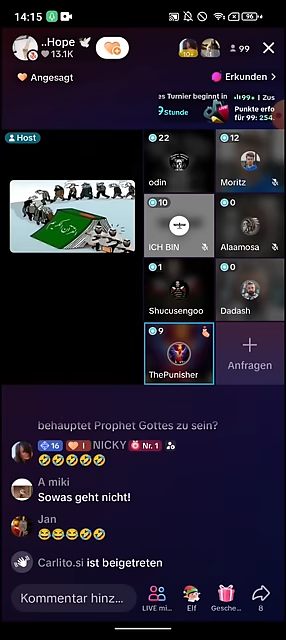 14:15
96
..Hope 🕊️
13.1K
99
Angesagt
Erkunden >
es Turnier beginnt in
Stunde
99+ | Zus
Punkte erfo
für 99: 254.
Host
22
odin
12
Moritz
10
ICH BIN
0
Alaamosa
1
Shucusengoo
0
Dadash
9
ThePunisher
+
Anfragen
behauptet Prophet Gottes zu sein?
16 I NICKY Nr. 1
🤣🤣🤣🤣🤣
A miki
Sowas geht nicht!
Jan
😂😂😂🤣🤣
Carlito.si ist beigetreten
Kommentar hinz...
LIVE mi...
Elf
Gesche...
8